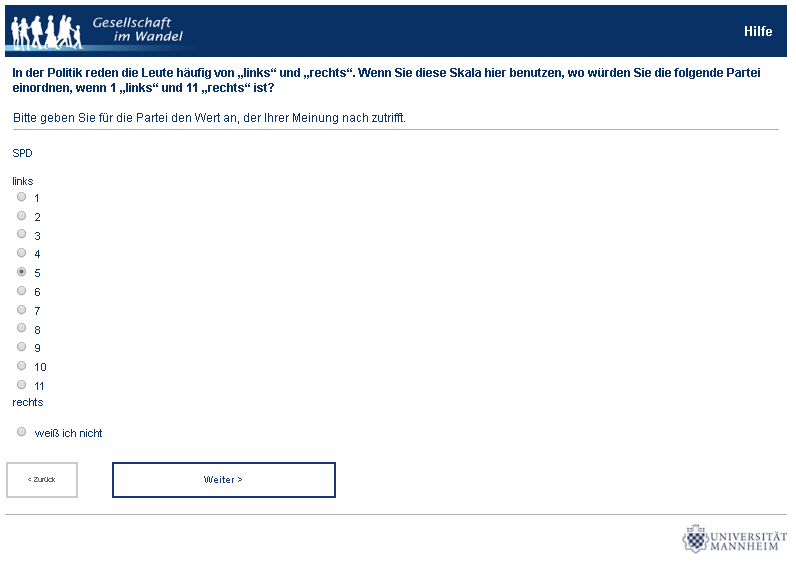 Gesellschaft
im Wandel
Hilfe
In der Politik reden die Leute häufig von „links“ und „rechts“. Wenn Sie diese Skala hier benutzen, wo würden Sie die folgende Partei
einordnen, wenn 1 „links“ und 11 „rechts“ ist?
Bitte geben Sie für die Partei den Wert an, der Ihrer Meinung nach zutrifft.
SPD
links
1
2
3
4
5
6
7
8
9
10
11
rechts
weiß ich nicht
< Zurück
Weiter >
UNIVERSITÄT
MANNHEIM